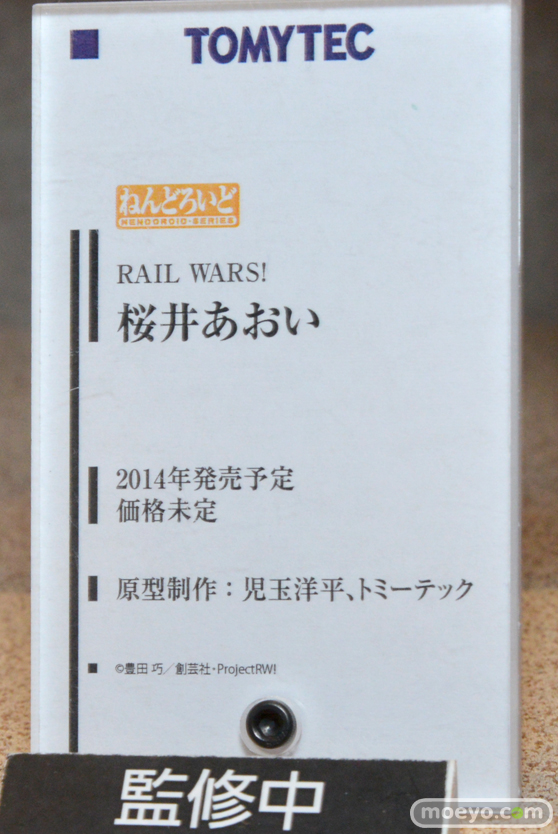 TOMYTEC
ねんどろいど
NENDOROID・SERIES
RAIL WARS!
桜井あおい
2014年発売予定
価格未定
原型制作：児玉洋平、トミーテック
©豊田 巧／創芸社・ProjectRW!
監修中
moeyo.com